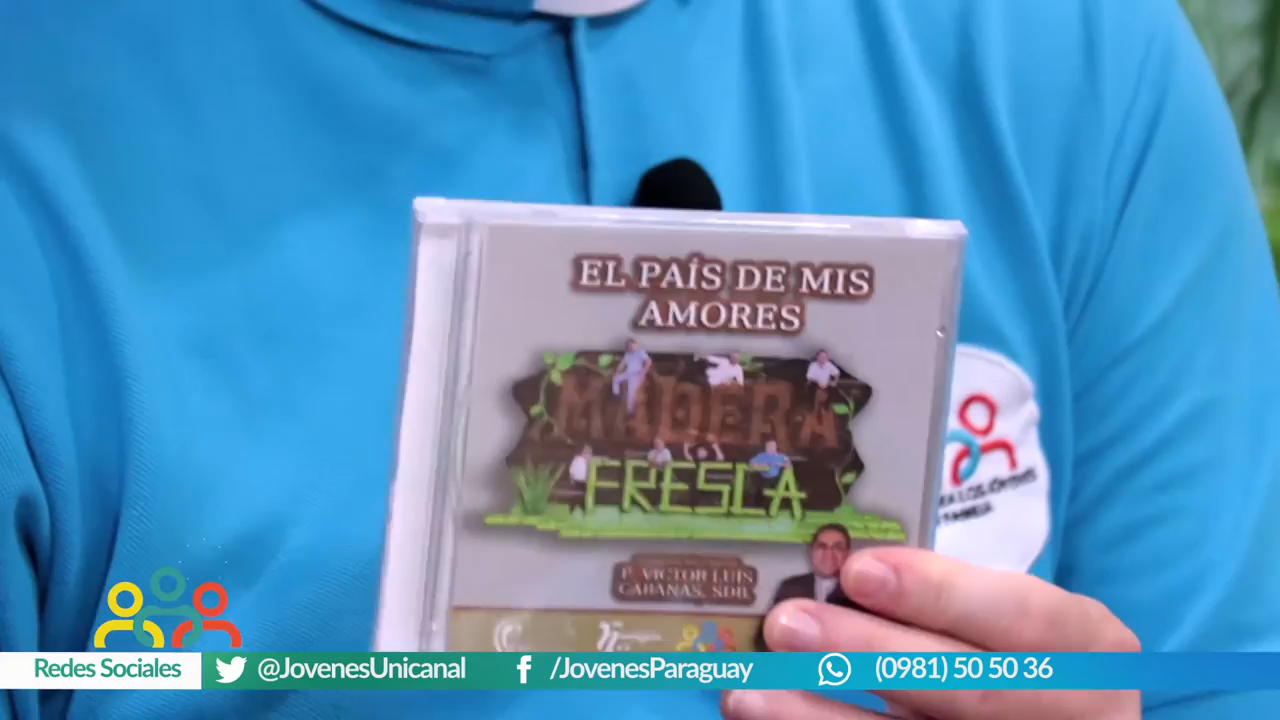 EL PAÍS DE MIS
AMORES
MADERA
FRESCA
P. VICTOR LUIS
CABAÑAS, SDB.
Redes Sociales @JovenesUnicanal /JovenesParaguay (0981) 50 50 36